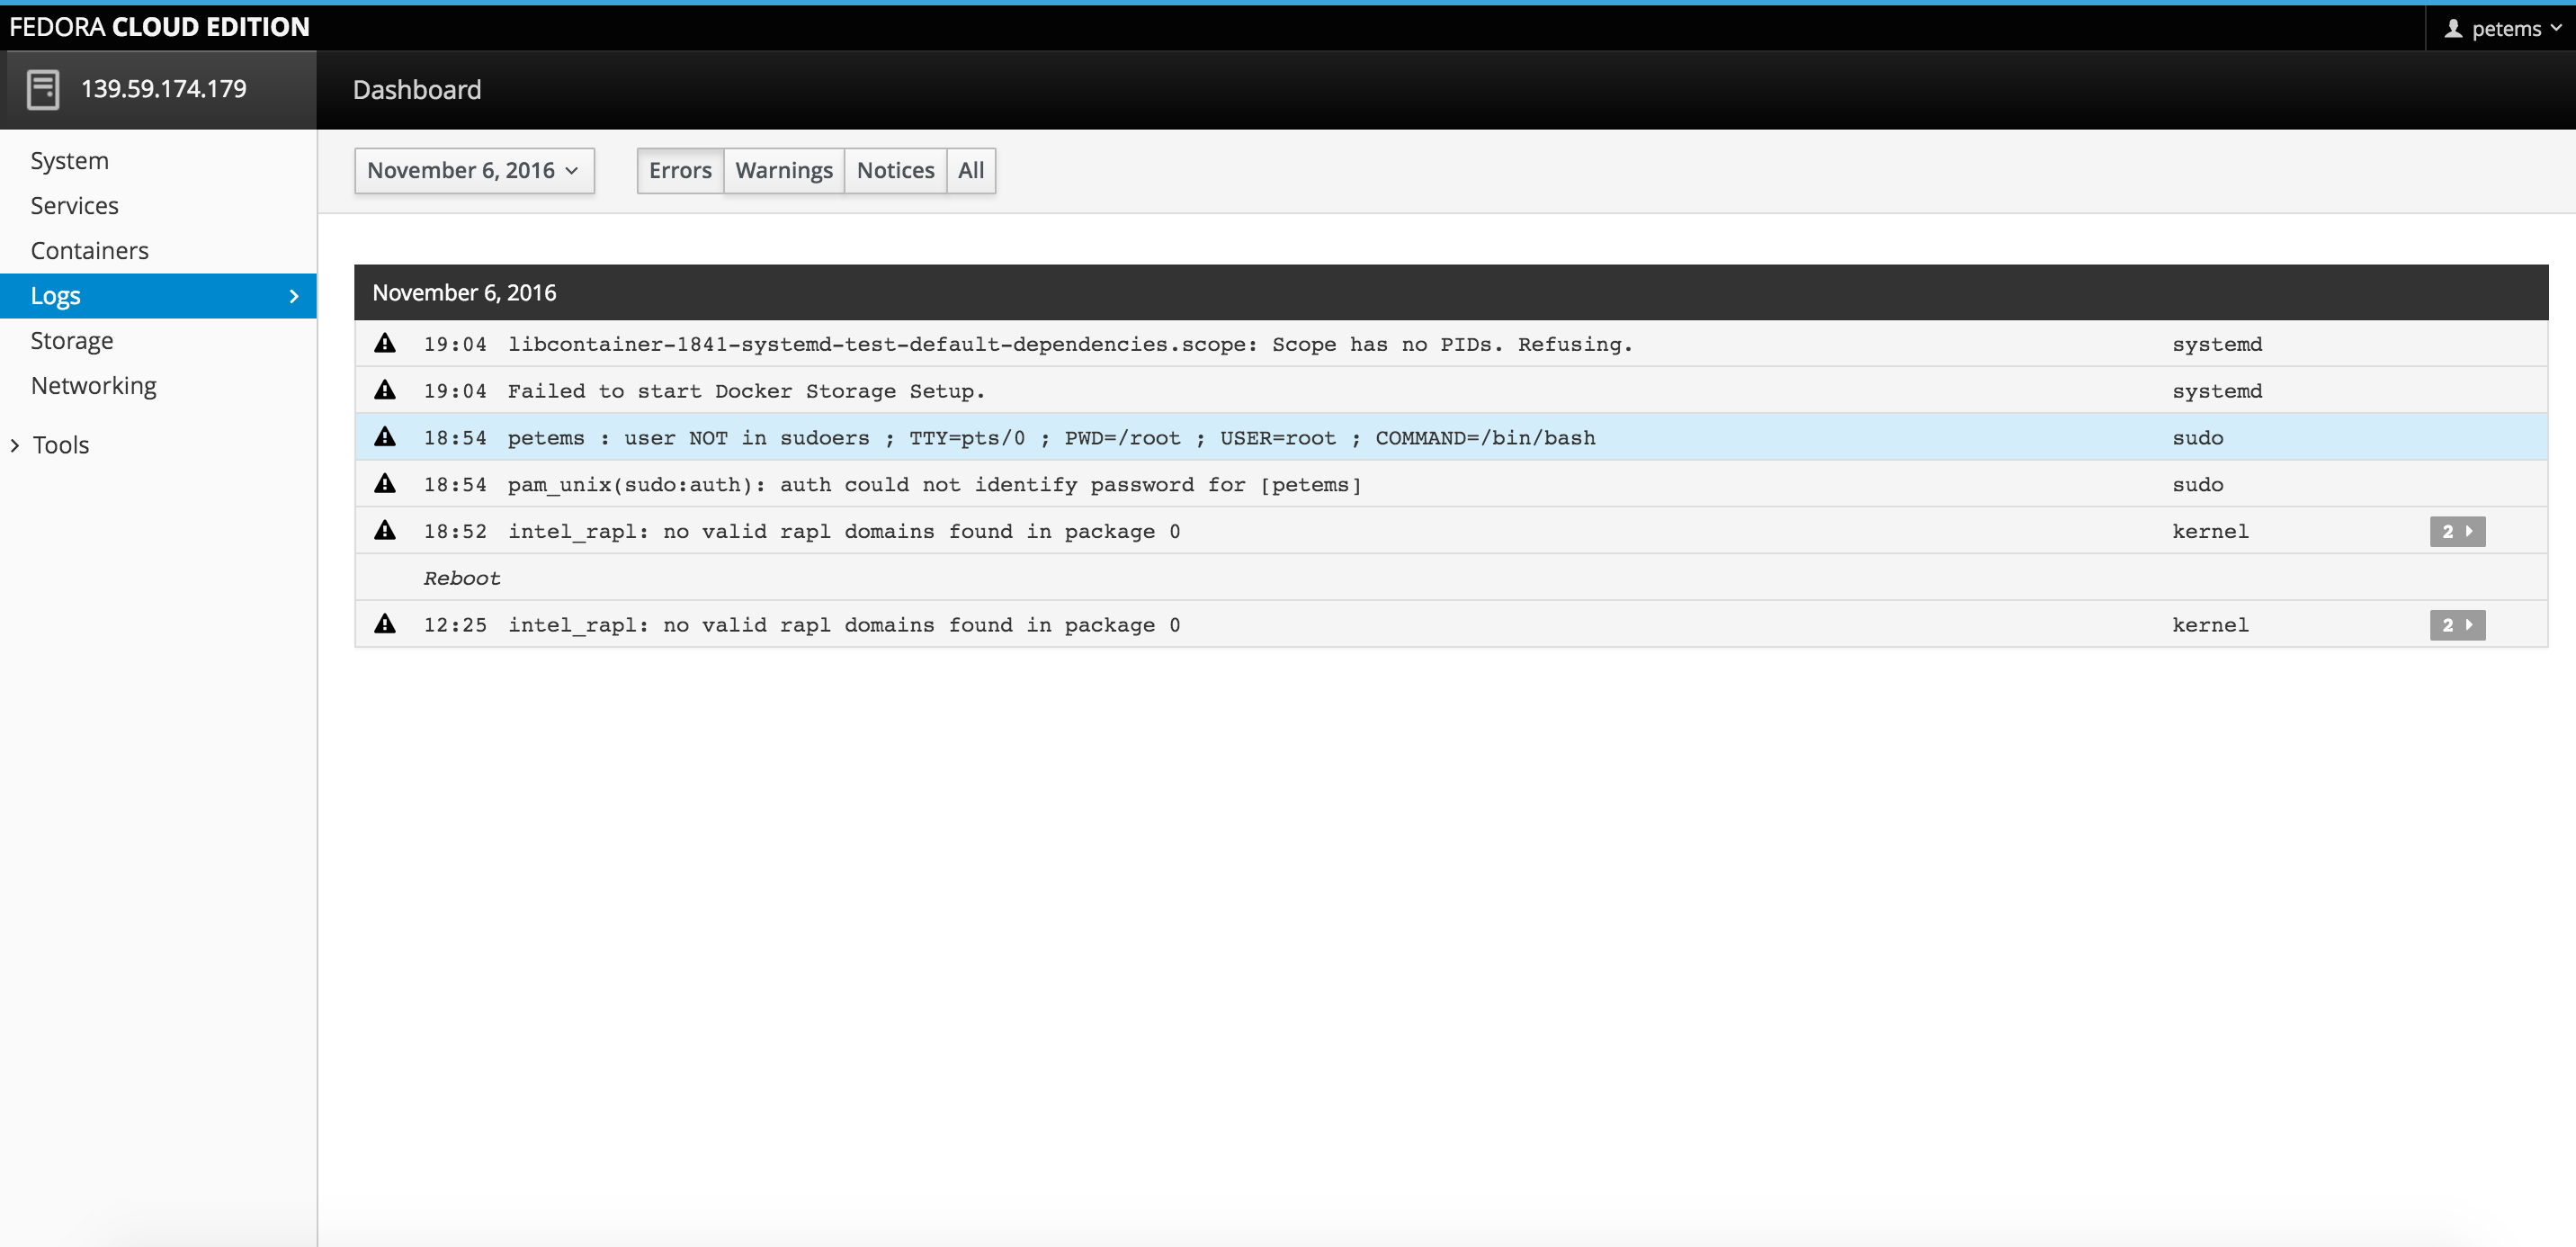 FEDORA CLOUD EDITION
petems
139.59.174.179
Dashboard
System
Services
Containers
Logs
Storage
Networking
Tools
November 6, 2016
Errors Warnings Notices All
November 6, 2016
19:04 libcontainer-1841-systemd-test-default-dependencies.scope: Scope has no PIDs. Refusing. systemd
19:04 Failed to start Docker Storage Setup. systemd
18:54 petems : user NOT in sudoers ; TTY=pts/0 ; PWD=/root ; USER=root ; COMMAND=/bin/bash sudo
18:54 pam_unix(sudo:auth): auth could not identify password for [petems] sudo
18:52 intel_rapl: no valid rapl domains found in package 0 kernel 2
Reboot
12:25 intel_rapl: no valid rapl domains found in package 0 kernel 2